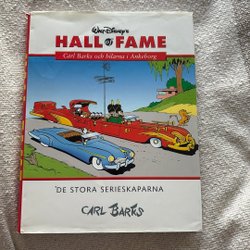 Walt Disney's
HALL OF FAME
Carl Barks och bilarna i Ankeborg
DE STORA SERIESKAPARNA
CARL BARKS